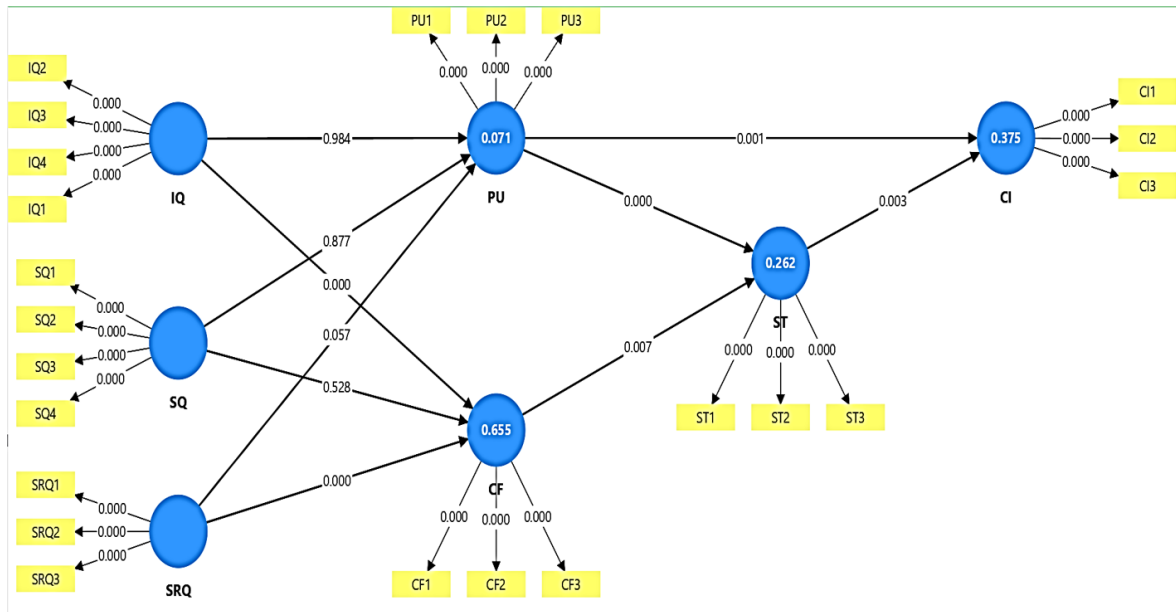 PU1 PU2 PU3
0.000 0.000 0.000
IQ2
IQ3
IQ4
IQ1
0.000
0.000
0.000
0.000
IQ
0.984
0.071
PU
0.001
0.375
CI
CI1
CI2
CI3
0.000
0.000
0.000
0.877
0.000
0.057
0.528
0.000
0.003
0.262
ST
SQ1
SQ2
SQ3
SQ4
0.000
0.000
0.000
0.000
SQ
0.007
0.000 0.000 0.000
ST1 ST2 ST3
0.655
CF
0.000
SRQ1
SRQ2
SRQ3
0.000
0.000
0.000
SRQ
0.000 0.000 0.000
CF1 CF2 CF3